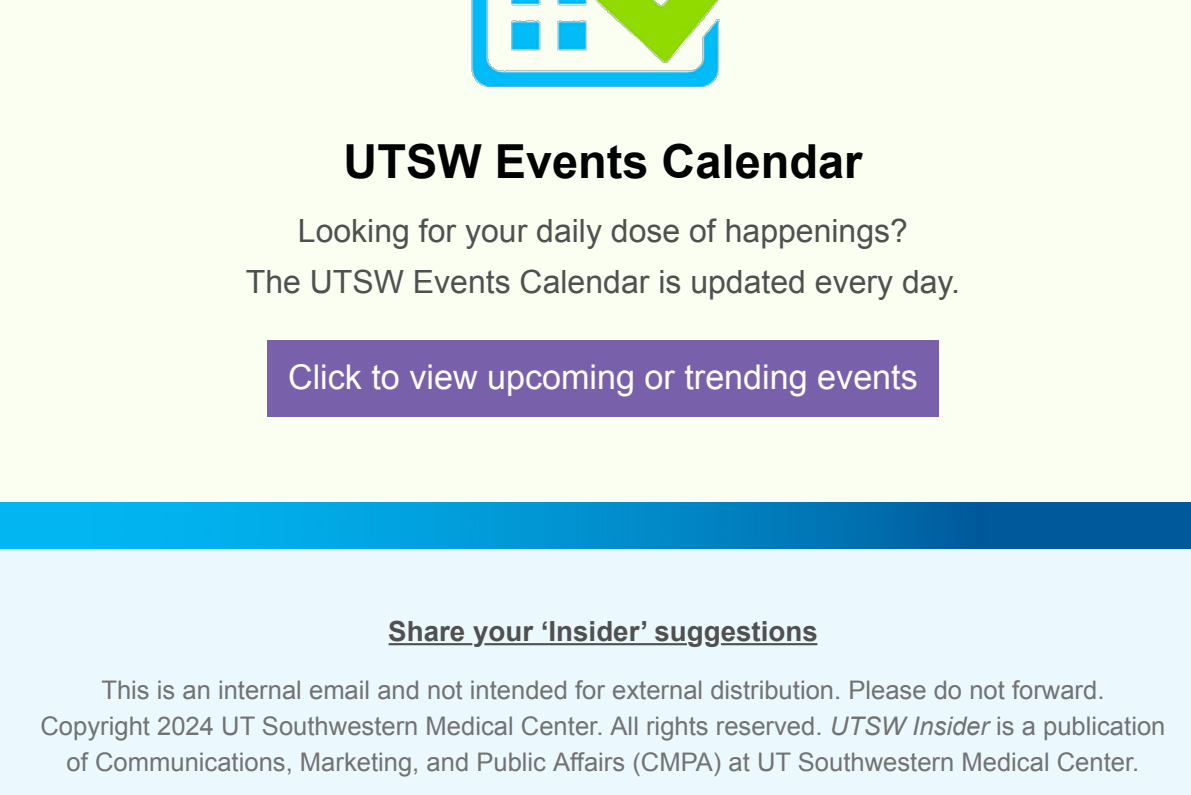 UTSW Events Calendar
Looking for your daily dose of happenings?
The UTSW Events Calendar is updated every day.
Click to view upcoming or trending events
Share your ‘Insider’ suggestions
This is an internal email and not intended for external distribution. Please do not forward.
Copyright 2024 UT Southwestern Medical Center. All rights reserved. UTSW Insider is a publication
of Communications, Marketing, and Public Affairs (CMPA) at UT Southwestern Medical Center.